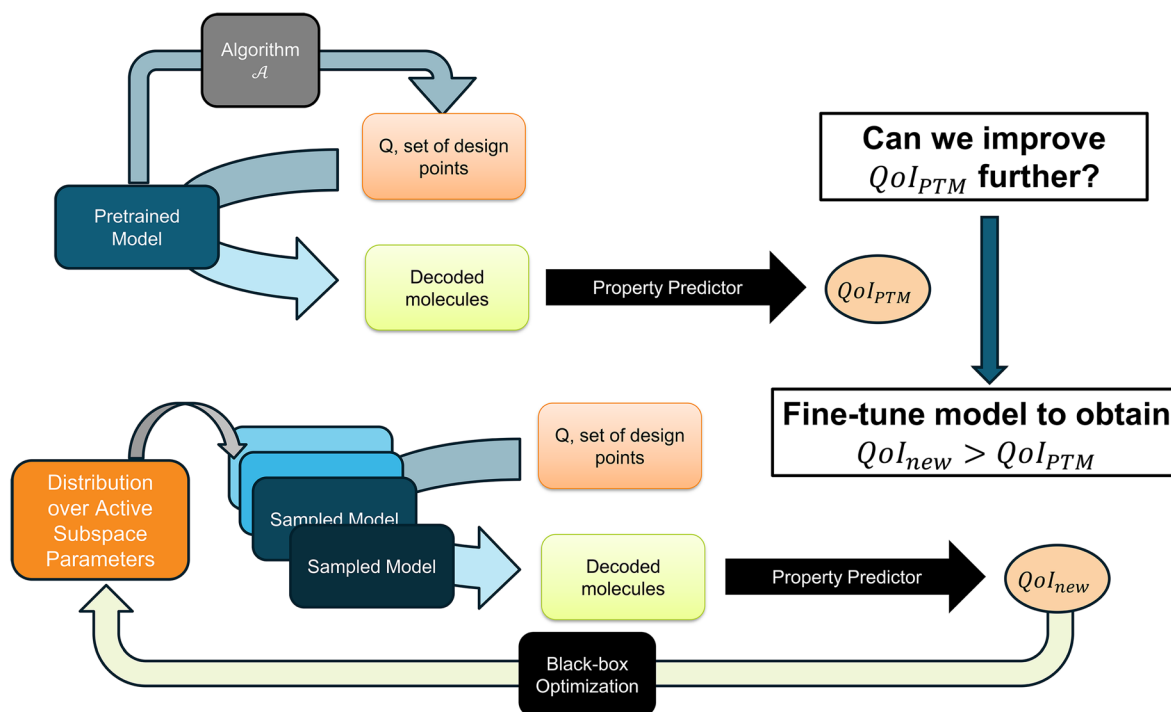 Algorithm
𝒜
Q, set of design
points
Pretrained
Model
Decoded
molecules
Property Predictor
QoI_PTM
Can we improve
QoI_PTM further?
Fine-tune model to obtain
QoI_new > QoI_PTM
Distribution
over Active
Subspace
Parameters
Sampled Model
Sampled Model
Q, set of design
points
Decoded
molecules
Property Predictor
QoI_new
Black-box
Optimization